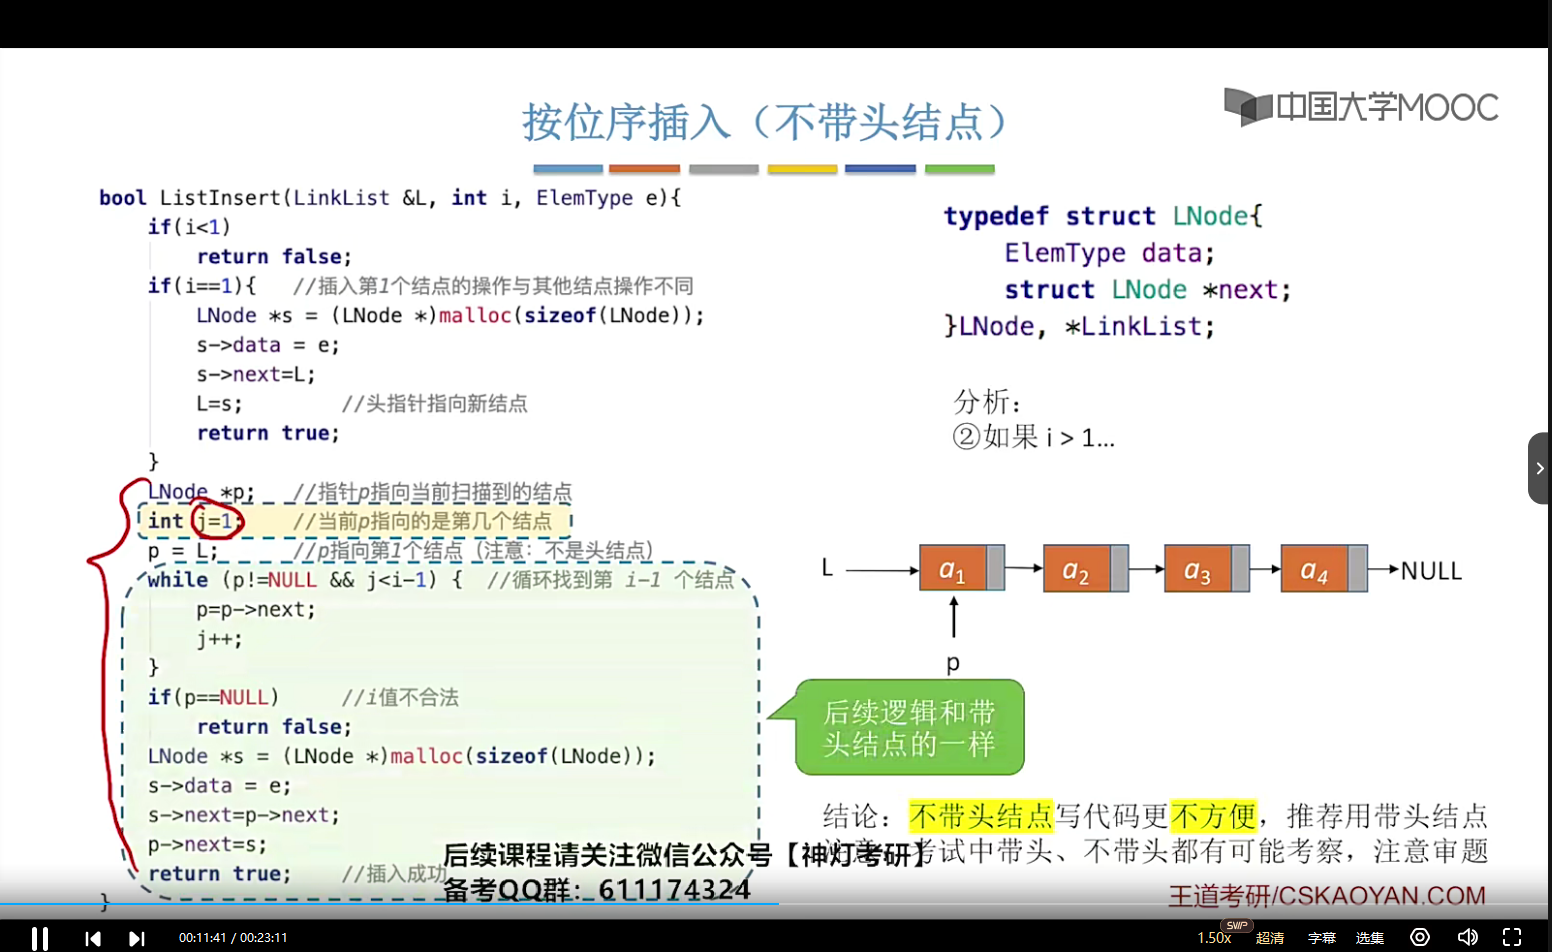 按位序插入（不带头结点）
中国大学MOOC
bool ListInsert(LinkList &L, int i, ElemType e){
if(i<1)
return false;
if(i==1){ //插入第1个结点的操作与其他结点操作不同
LNode *s = (LNode *)malloc(sizeof(LNode));
s->data = e;
s->next=L;
L=s; //头指针指向新结点
return true;
}
LNode *p; //指针p指向当前扫描到的结点
int j=1; //当前p指向的是第几个结点
p = L; //p指向第1个结点（注意：不是头结点）
while (p!=NULL && j<i-1) { //循环找到第 i-1 个结点
p=p->next;
j++;
}
if(p==NULL) //i值不合法
return false;
LNode *s = (LNode *)malloc(sizeof(LNode));
s->data = e;
s->next=p->next;
p->next=s;
return true; //插入成功
}
typedef struct LNode{
ElemType data;
struct LNode *next;
}LNode, *LinkList;
分析：
②如果 i > 1…
L a1 a2 a3 a4 NULL
p
后续逻辑和带
头结点的一样
结论：不带头结点写代码更不方便，推荐用带头结点
考试中带头、不带头都有可能考察，注意审题
后续课程请关注微信公众号【神灯考研】
备考QQ群：611174324
王道考研/CSKAOYAN.COM
00:11:41 / 00:23:11
SVIP
1.50x 超清 字幕 选集